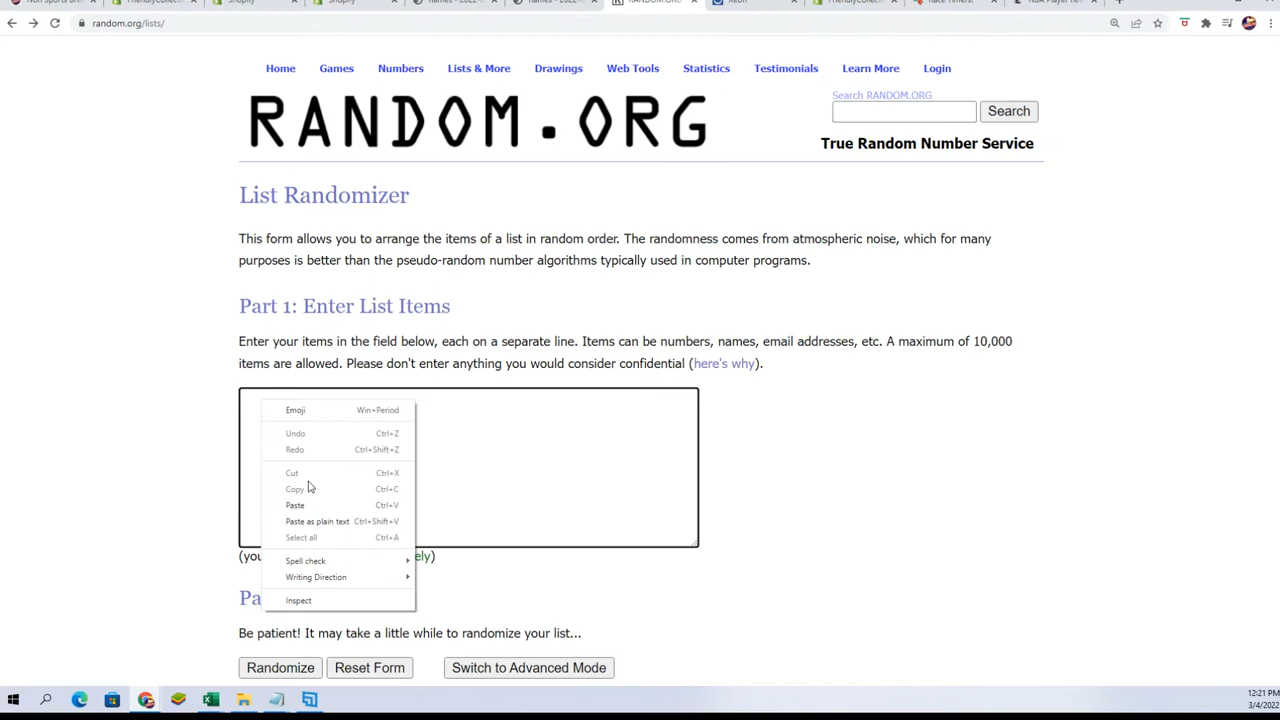 Shopify
Shopify
RANDOM.ORG
random.org/lists/
Home Games Numbers Lists & More Drawings Web Tools Statistics Testimonials Learn More Login
RANDOM.ORG
Search RANDOM.ORG
Search
True Random Number Service
List Randomizer
This form allows you to arrange the items of a list in random order. The randomness comes from atmospheric noise, which for many
purposes is better than the pseudo-random number algorithms typically used in computer programs.
Part 1: Enter List Items
Enter your items in the field below, each on a separate line. Items can be numbers, names, email addresses, etc. A maximum of 10,000
items are allowed. Please don't enter anything you would consider confidential (here's why).
Emoji Win+Period
Undo Ctrl+Z
Redo Ctrl+Shift+Z
Cut Ctrl+X
Copy Ctrl+C
Paste Ctrl+V
Paste as plain text Ctrl+Shift+V
Select all Ctrl+A
(you ely)
Spell check
Writing Direction
Pa
Inspect
Be patient! It may take a little while to randomize your list...
Randomize Reset Form Switch to Advanced Mode
12:21 PM
3/4/2022